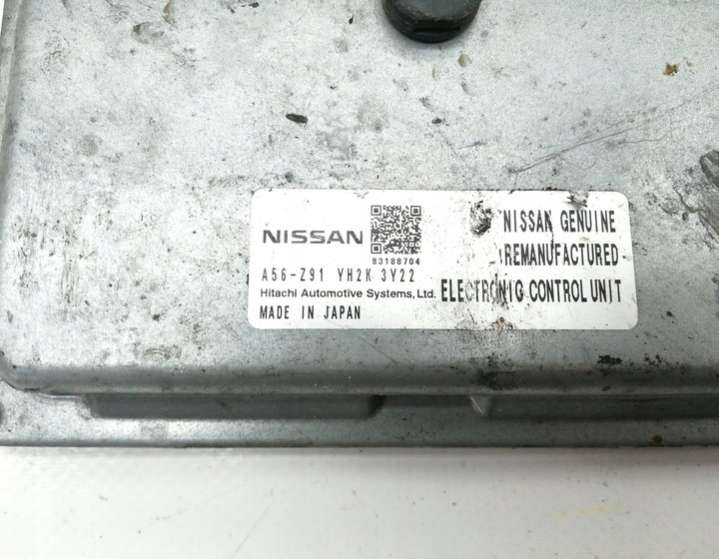 NISSAN
83188704
A56-Z91 YH2K 3Y22
Hitachi Automotive Systems, Ltd.
MADE IN JAPAN
NISSAN GENUINE
REMANUFACTURED
ELECTRONIC CONTROL UNIT